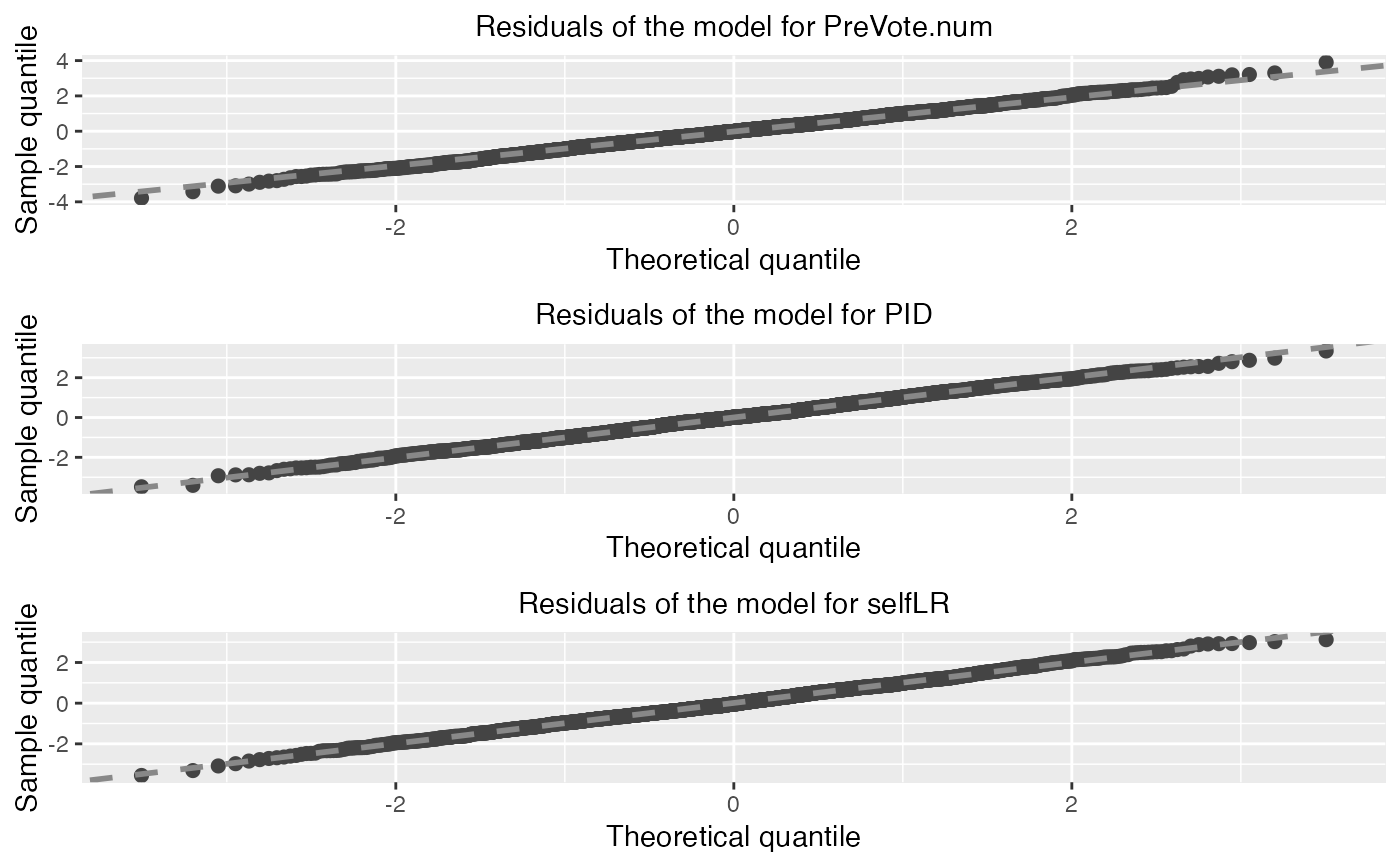 Residuals of the model for PreVote.num
Sample quantile
4
2
0
-2
-4
-2 0 2
Theoretical quantile
Residuals of the model for PID
Sample quantile
2
0
-2
-2 0 2
Theoretical quantile
Residuals of the model for selfLR
Sample quantile
2
0
-2
-2 0 2
Theoretical quantile